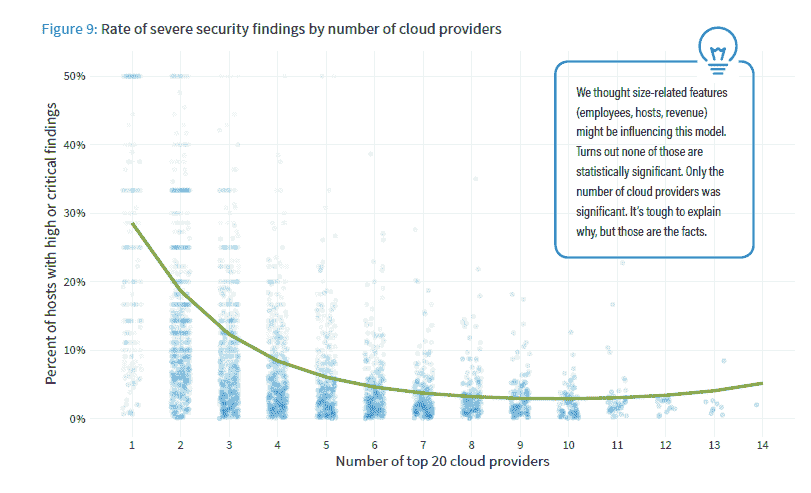 Figure 9: Rate of severe security findings by number of cloud providers
We thought size-related features
(employees, hosts, revenue)
might be influencing this model.
Turns out none of those are
statistically significant. Only the
number of cloud providers was
significant. It's tough to explain
why, but those are the facts.
Percent of hosts with high or critical findings
50%
40%
30%
20%
10%
0%
1 2 3 4 5 6 7 8 9 10 11 12 13 14
Number of top 20 cloud providers